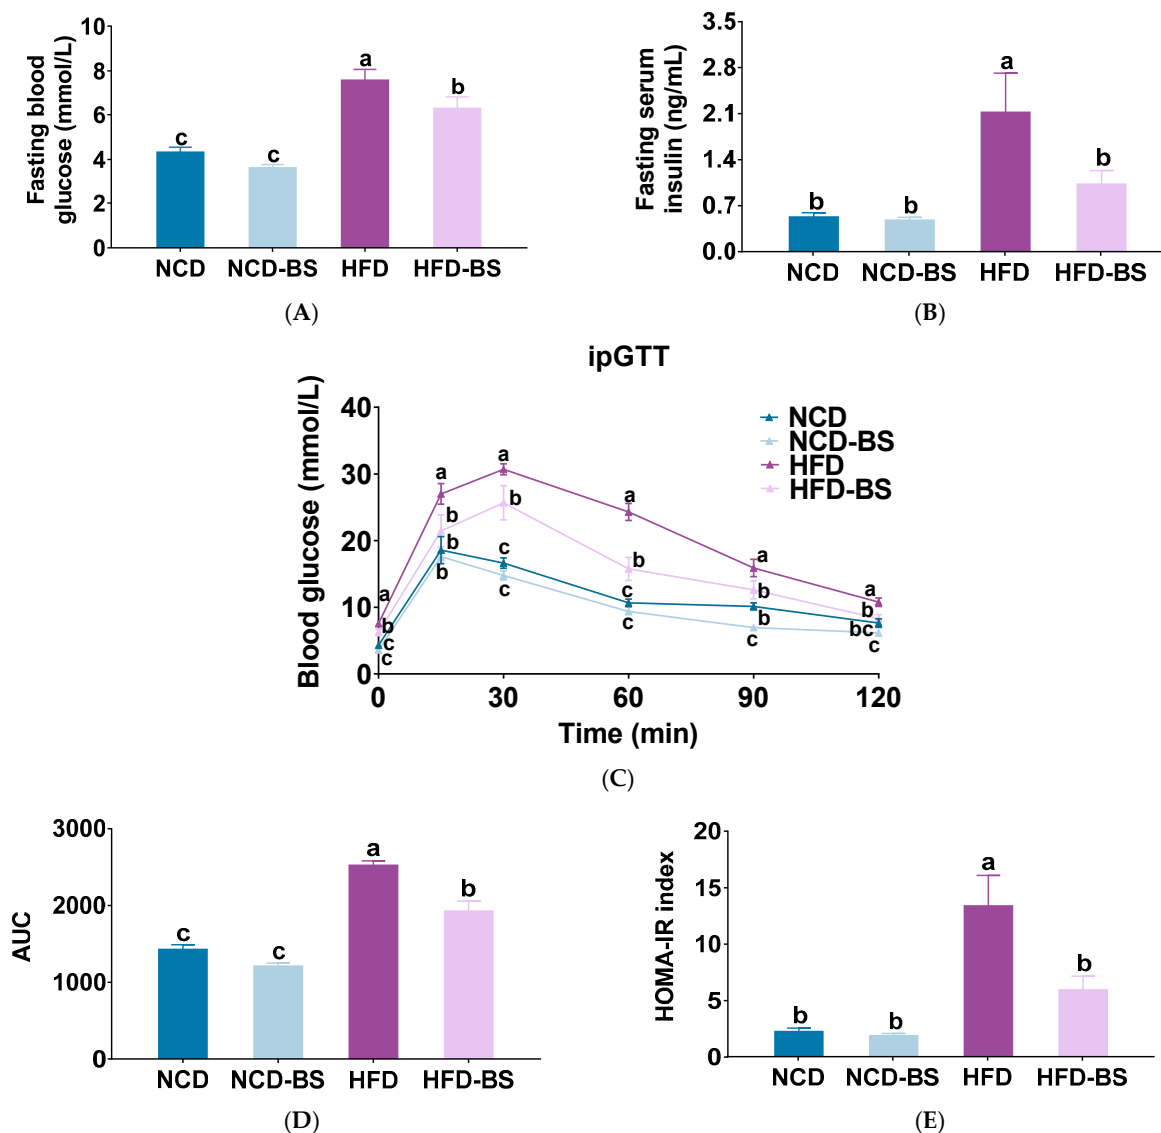 Fasting blood
glucose (mmol/L)
10
8
6
4
2
0
c
c
a
b
NCD NCD-BS HFD HFD-BS
(A)
Fasting serum
insulin (ng/mL)
3.5
2.8
2.1
1.4
0.7
0.0
b
b
a
b
NCD NCD-BS HFD HFD-BS
(B)
ipGTT
Blood glucose (mmol/L)
40
30
20
10
0
NCD
NCD-BS
HFD
HFD-BS
a
b
c
c
a
b
b
b
a
b
c
c
a
b
c
c
a
b
b
c
a
b
bc
c
0 30 60 90 120
Time (min)
(C)
AUC
3000
2000
1000
0
c
c
a
b
NCD NCD-BS HFD HFD-BS
(D)
HOMA-IR index
20
15
10
5
0
b
b
a
b
NCD NCD-BS HFD HFD-BS
(E)